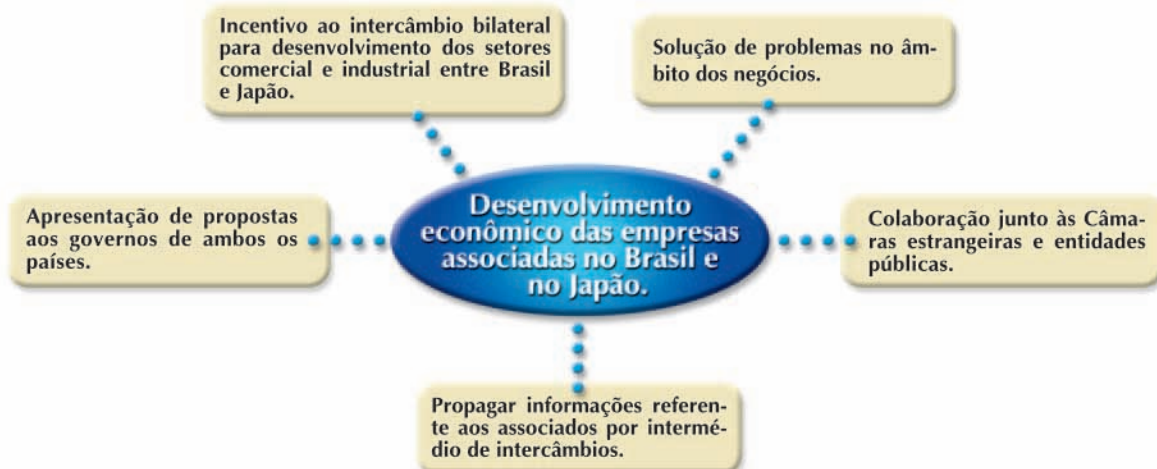 Incentivo ao intercâmbio bilateral
para desenvolvimento dos setores
comercial e industrial entre Brasil
e Japão.
Solução de problemas no âm-
bito dos negócios.
Apresentação de propostas
aos governos de ambos os
países.
Desenvolvimento
econômico das empresas
associadas no Brasil e
no Japão.
Colaboração junto às Câma-
ras estrangeiras e entidades
públicas.
Propagar informações referen-
te aos associados por intermé-
dio de intercâmbios.